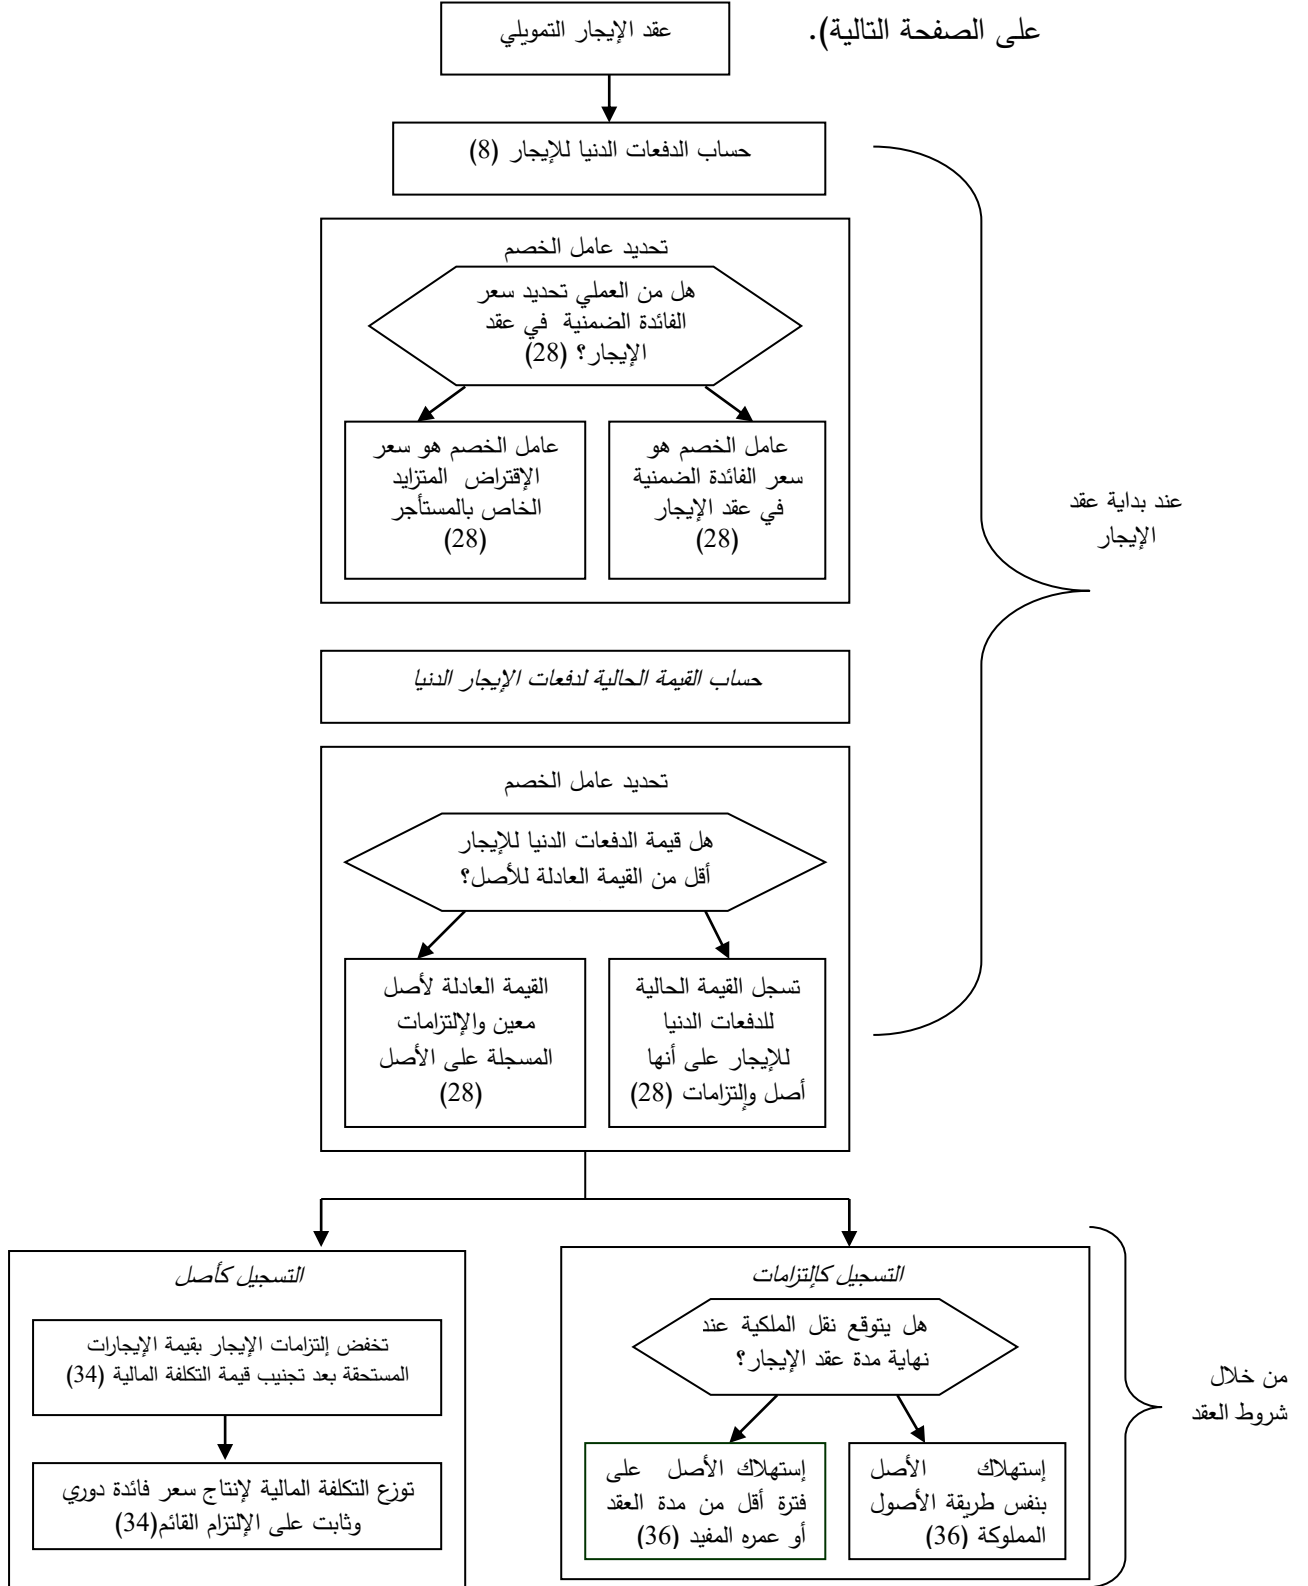 على الصفحة التالية).
عقد الإيجار التمويلي
حساب الدفعات الدنيا للإيجار (8)
تحديد عامل الخصم
هل من العملي تحديد سعر
الفائدة الضمنية في عقد
الإيجار؟ (28)
عامل الخصم هو
سعر الفائدة الضمنية
في عقد الإيجار
(28)
عامل الخصم هو سعر
الإقتراض المتزايد
الخاص بالمستأجر
(28)
عند بداية عقد
الإيجار
حساب القيمة الحالية لدفعات الإيجار الدنيا
تحديد عامل الخصم
هل قيمة الدفعات الدنيا للإيجار
أقل من القيمة العادلة للأصل؟
تسجل القيمة الحالية
للدفعات الدنيا
للإيجار على أنها
أصل وإلتزامات (28)
القيمة العادلة لأصل
معين والإلتزامات
المسجلة على الأصل
(28)
التسجيل كإلتزامات
هل يتوقع نقل الملكية عند
نهاية مدة عقد الإيجار؟
إستهلاك الأصل
بنفس طريقة الأصول
المملوكة (36)
إستهلاك الأصل على
فترة أقل من مدة العقد
أو عمره المفيد (36)
التسجيل كأصل
تخفض إلتزامات الإيجار بقيمة الإيجارات
المستحقة بعد تجنيب قيمة التكلفة المالية (34)
توزع التكلفة المالية لإنتاج سعر فائدة دوري
وثابت على الإلتزام القائم(34)
من خلال
شروط العقد